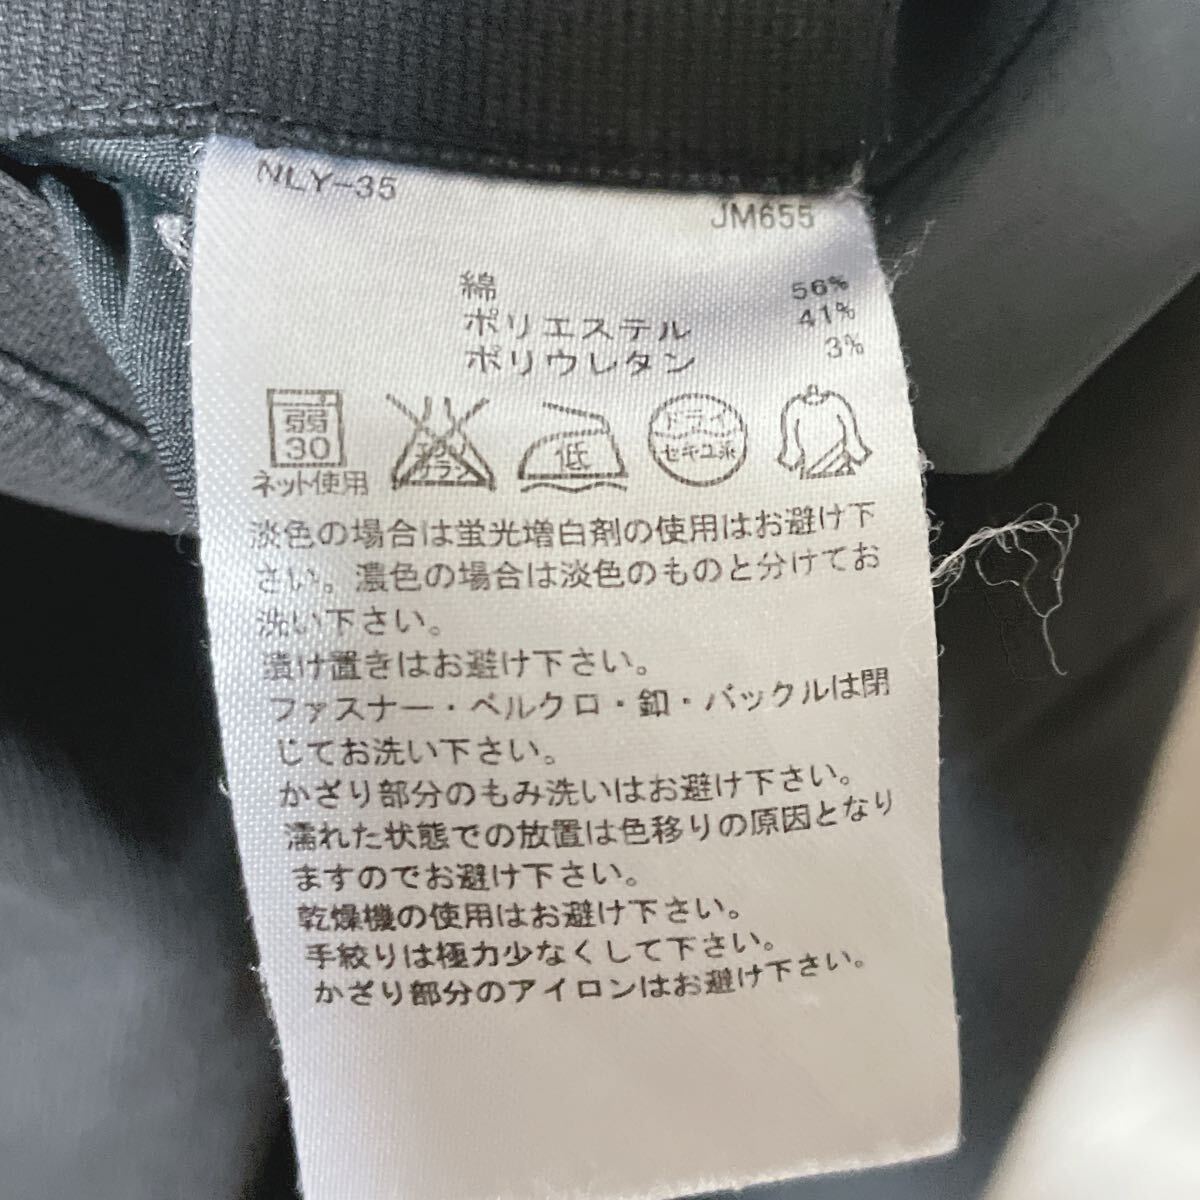 NLY-35
JM655
綿 56%
ポリエステル 41%
ポリウレタン 3%
弱
30
ネット使用
エンソ
サラシ
低
ドライ
セキユ系
淡色の場合は蛍光増白剤の使用はお避け下
さい。濃色の場合は淡色のものと分けてお
洗い下さい。
漬け置きはお避け下さい。
ファスナー・ベルクロ・釦・バックルは閉
じてお洗い下さい。
かざり部分のもみ洗いはお避け下さい。
濡れた状態での放置は色移りの原因となり
ますのでお避け下さい。
乾燥機の使用はお避け下さい。
手絞りは極力少なくして下さい。
かざり部分のアイロンはお避け下さい。